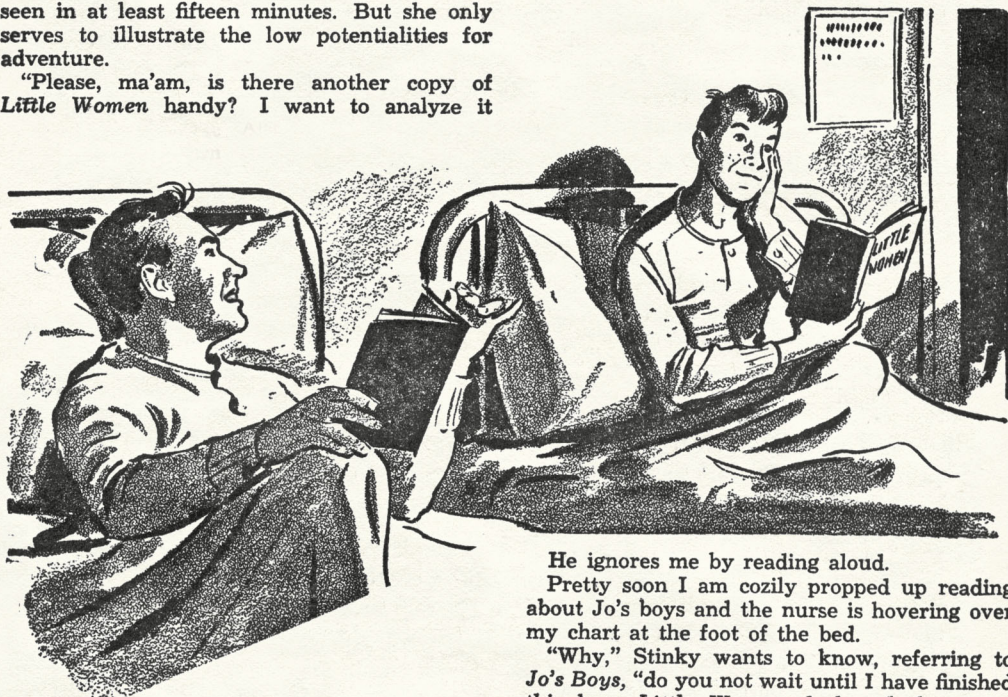 seen in at least fifteen minutes. But she only
serves to illustrate the low potentialities for
adventure.
"Please, ma'am, is there another copy of
Little Women handy? I want to analyze it
LITTLE
WOMEN
He ignores me by reading aloud.
Pretty soon I am cozily propped up reading
about Jo's boys and the nurse is hovering over
my chart at the foot of the bed.
"Why," Stinky wants to know, referring to
Jo's Boys, "do you not wait until I have finished